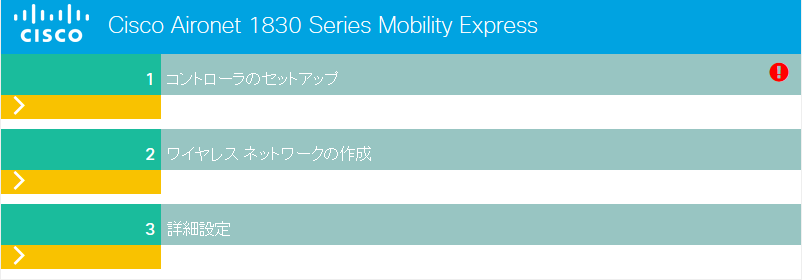 CISCO Cisco Aironet 1830 Series Mobility Express
1 コントローラのセットアップ
2 ワイヤレス ネットワークの作成
3 詳細設定